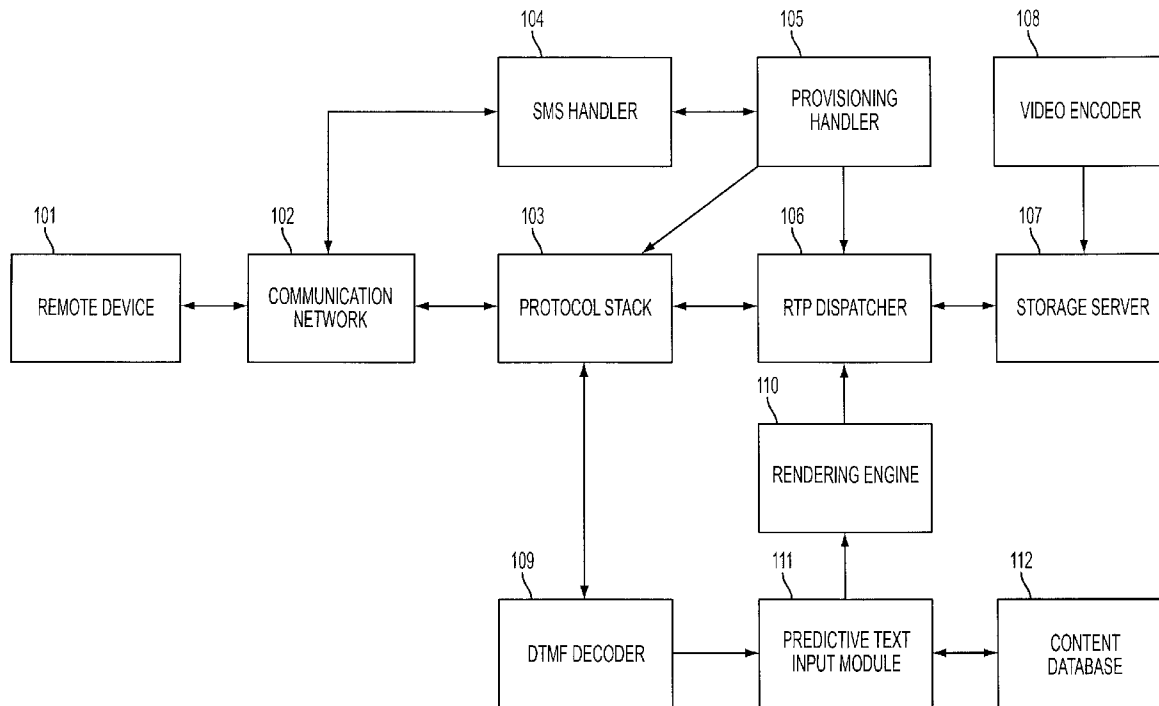 104
105
108
SMS HANDLER
PROVISIONING
HANDLER
VIDEO ENCODER
101
102
103
106
107
REMOTE DEVICE
COMMUNICATION
NETWORK
PROTOCOL STACK
RTP DISPATCHER
STORAGE SERVER
110
RENDERING ENGINE
109
111
112
DTMF DECODER
PREDICTIVE TEXT
INPUT MODULE
CONTENT
DATABASE